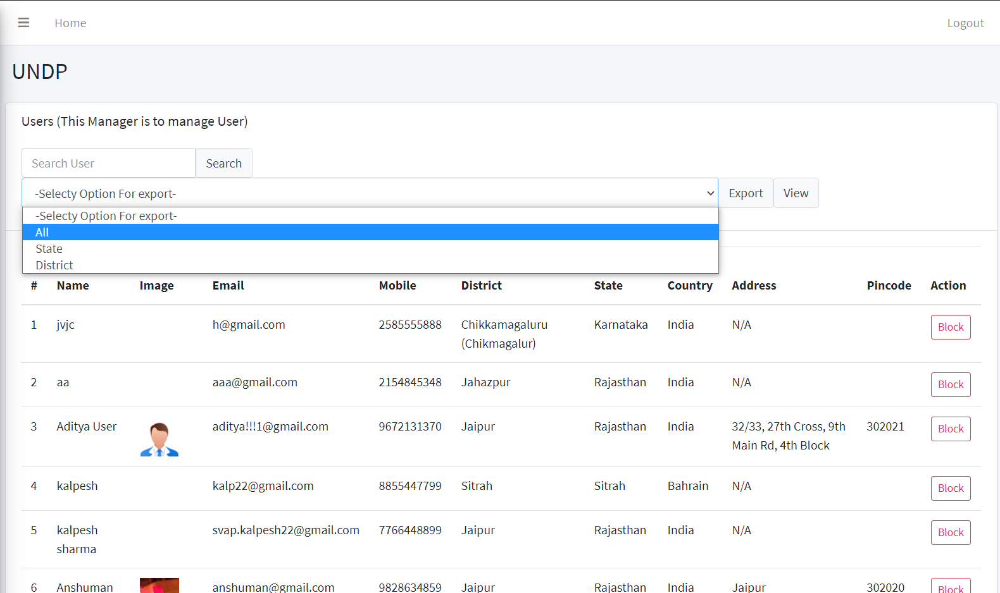 Home
Logout
UNDP
Users (This Manager is to manage User)
Search User
Search
-Selecty Option For export-
Export
View
-Selecty Option For export-
All
State
District
# Name Image Email Mobile District State Country Address Pincode Action
1 jvjc h@gmail.com 2585555888 Chikkamagaluru Karnataka India N/A Block
(Chikmagalur)
2 aa aaa@gmail.com 2154845348 Jahazpur Rajasthan India N/A Block
3 Aditya User aditya!!!1@gmail.com 9672131370 Jaipur Rajasthan India 32/33, 27th Cross, 9th 302021 Block
Main Rd, 4th Block
4 kalpesh kalp22@gmail.com 8855447799 Sitrah Sitrah Bahrain N/A Block
5 kalpesh svap.kalpesh22@gmail.com 7766448899 Jaipur Rajasthan India N/A Block
sharma
6 Anshuman anshuman@gmail.com 9828634859 Jaipur Rajasthan India Jaipur 302020 Block